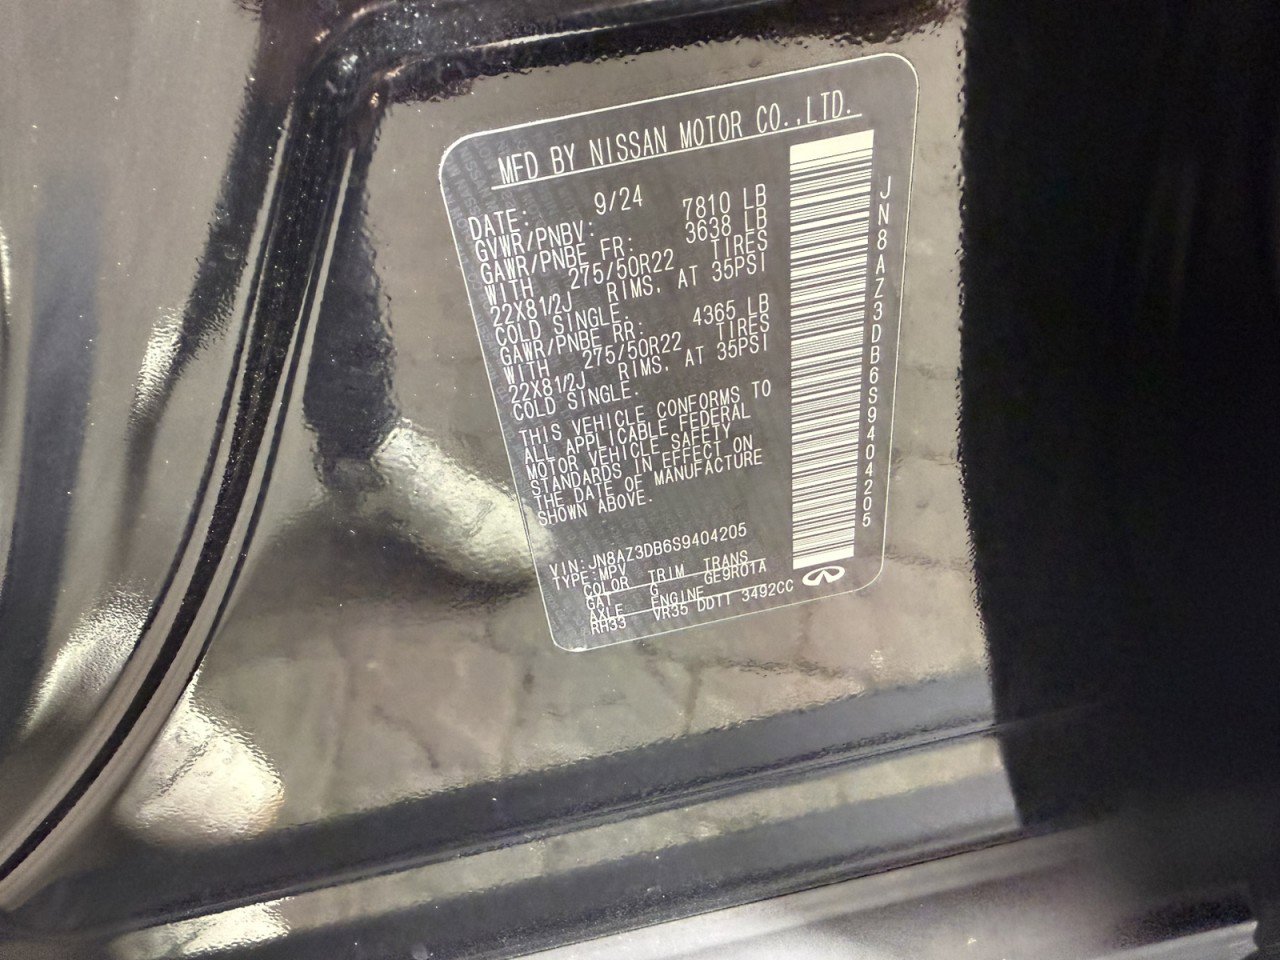 MFD BY NISSAN MOTOR CO.,LTD.
DATE: 9/24
GVWR/PNBV: 7810 LB
GAWR/PNBE FR: 3638 LB
WITH 275/50R22 TIRES
22X81/2J RIMS, AT 35PSI
COLD SINGLE.
GAWR/PNBE RR: 4365 LB
WITH 275/50R22 TIRES
22X81/2J RIMS, AT 35PSI
COLD SINGLE.
THIS VEHICLE CONFORMS TO
ALL APPLICABLE FEDERAL
MOTOR VEHICLE SAFETY
STANDARDS IN EFFECT ON
THE DATE OF MANUFACTURE
SHOWN ABOVE.
VIN: JN8AZ3DB6S9404205
TYPE: MPV
COLOR TRIM TRANS
GAT G GE9R01A
AXLE ENGINE
RH33 VR35 DDTT 3492CC
JN8AZ3DB6S9404205